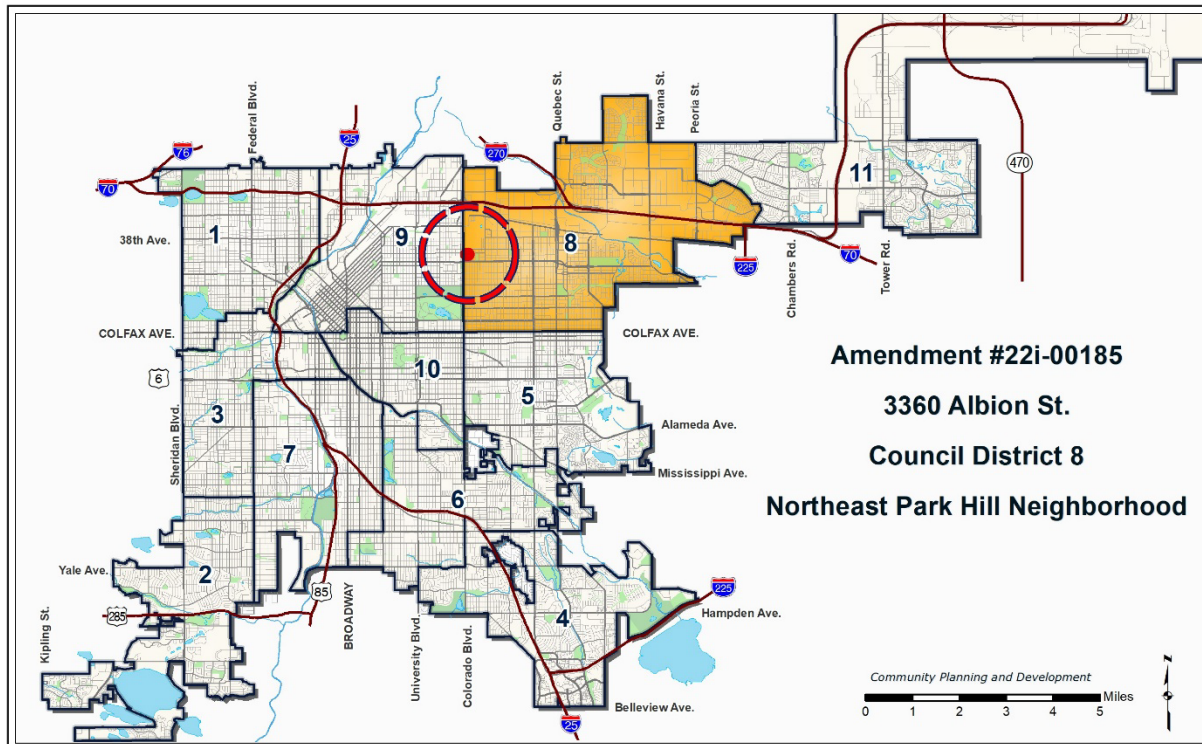 Federal Blvd.
Quebec St.
Havana St.
Peoria St.
76
25
270
70
470
11
1
9
8
38th Ave.
225
70
Chambers Rd.
Tower Rd.
COLFAX AVE.
COLFAX AVE.
6
10
5
3
Sheridan Blvd.
7
Alameda Ave.
Mississippi Ave.
6
Amendment #22i-00185
3360 Albion St.
Council District 8
Northeast Park Hill Neighborhood
Yale Ave.
2
85
285
BROADWAY
Kipling St.
University Blvd.
Colorado Blvd.
4
225
Hampden Ave.
Belleview Ave.
25
Community Planning and Development
Miles
0 1 2 3 4 5
N